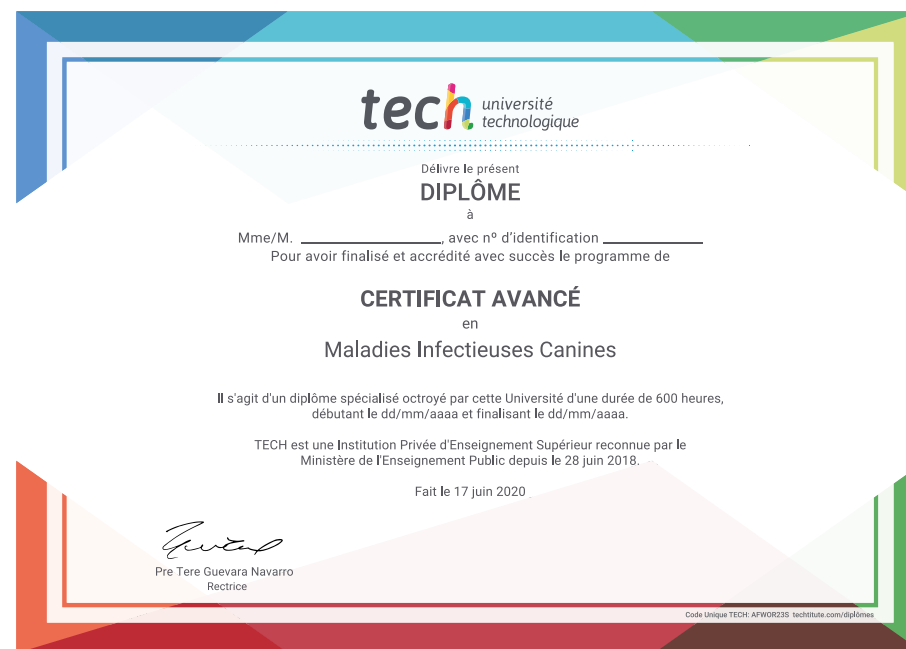 tech université
technologique
Délivre le présent
DIPLÔME
à
Mme/M. ____________________, avec nº d'identification ______________
Pour avoir finalisé et accrédité avec succès le programme de
CERTIFICAT AVANCÉ
en
Maladies Infectieuses Canines
Il s'agit d'un diplôme spécialisé octroyé par cette Université d'une durée de 600 heures,
débutant le dd/mm/aaaa et finalisant le dd/mm/aaaa.
TECH est une Institution Privée d'Enseignement Supérieur reconnue par le
Ministère de l'Enseignement Public depuis le 28 juin 2018.
Fait le 17 juin 2020
Pre Tere Guevara Navarro
Rectrice
Code Unique TECH: AFWOR23S techtitute.com/diplômes